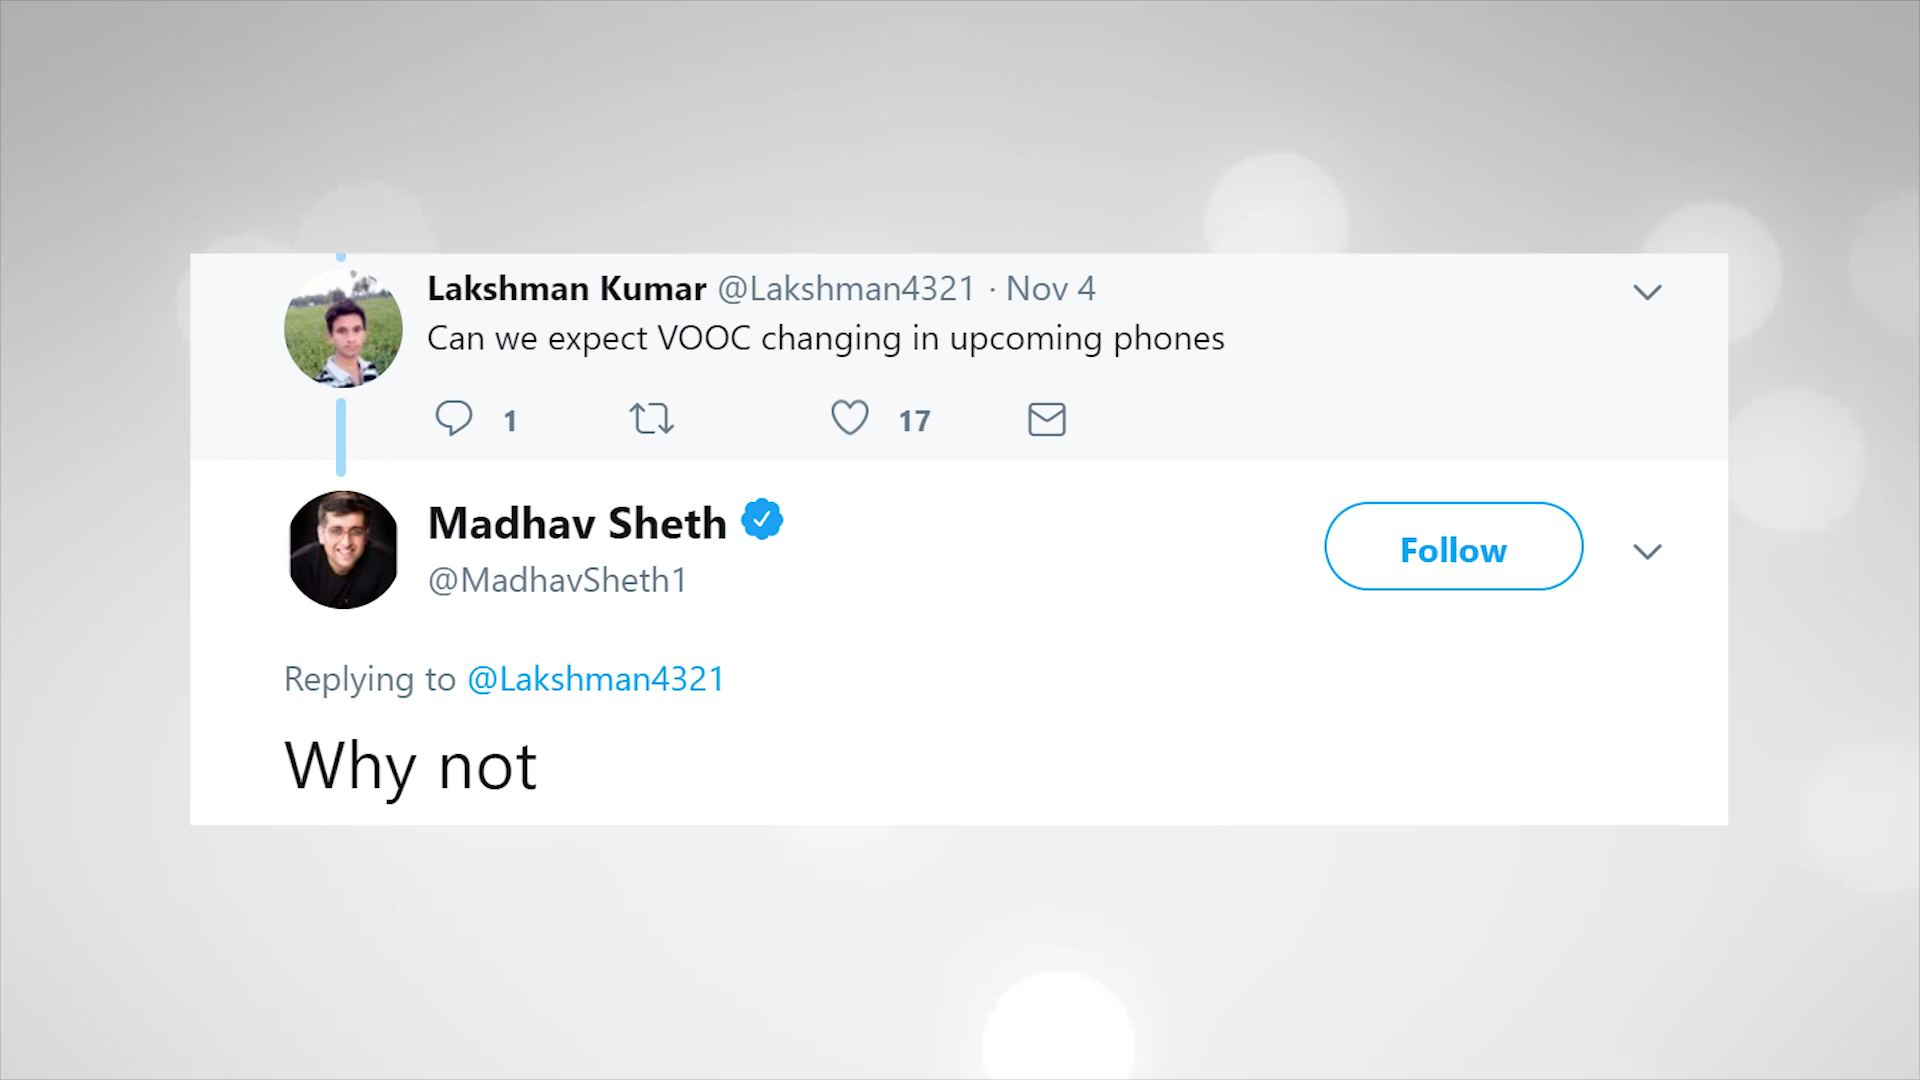 Lakshman Kumar @Lakshman4321 · Nov 4
Can we expect VOOC changing in upcoming phones
1 17
Madhav Sheth
Follow
@MadhavSheth1
Replying to @Lakshman4321
Why not